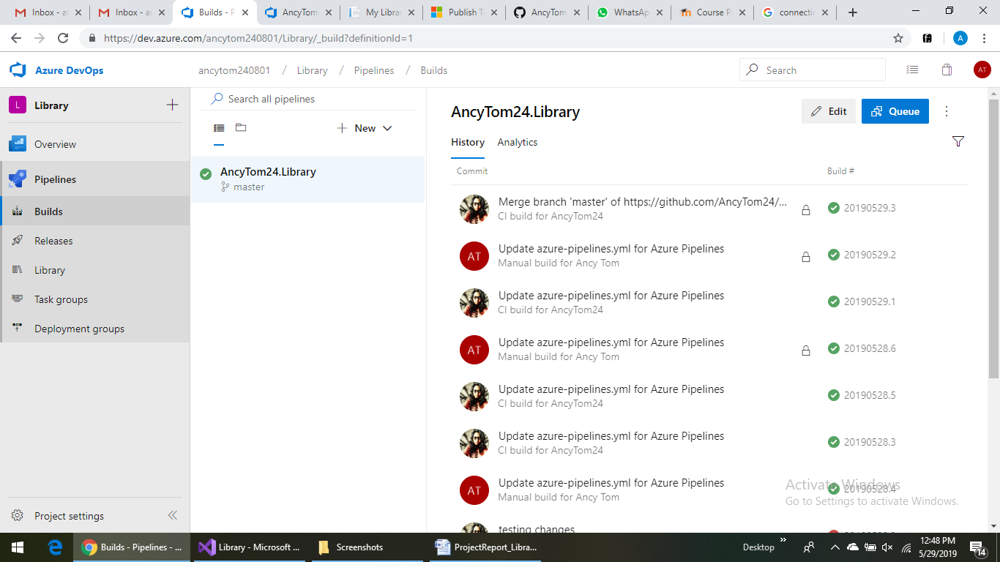 Inbox - at
Inbox - a
Builds - P
AncyTom
My Libra
Publish T
AncyTom
WhatsAp
Course P
connecti
https://dev.azure.com/ancytom240801/Library/_build?definitionId=1
A
Azure DevOps
ancytom240801 / Library / Pipelines / Builds
Search
AT
L
Library
Overview
Pipelines
Builds
Releases
Library
Task groups
Deployment groups
Project settings
Search all pipelines
New
AncyTom24.Library
master
AncyTom24.Library
Edit
Queue
History
Analytics
Commit
Build #
Merge branch 'master' of https://github.com/AncyTom24/...
CI build for AncyTom24
20190529.3
AT
Update azure-pipelines.yml for Azure Pipelines
Manual build for Ancy Tom
20190529.2
Update azure-pipelines.yml for Azure Pipelines
CI build for AncyTom24
20190529.1
AT
Update azure-pipelines.yml for Azure Pipelines
Manual build for Ancy Tom
20190528.6
Update azure-pipelines.yml for Azure Pipelines
CI build for AncyTom24
20190528.5
Update azure-pipelines.yml for Azure Pipelines
CI build for AncyTom24
20190528.3
AT
Update azure-pipelines.yml for Azure Pipelines
Manual build for Ancy Tom
20190528.4
testing changes
Activate Windows
Go to Settings to activate Windows.
Builds - Pipelines - ...
Library - Microsoft ...
Screenshots
ProjectReport_Libra...
Desktop
12:48 PM
5/29/2019
14